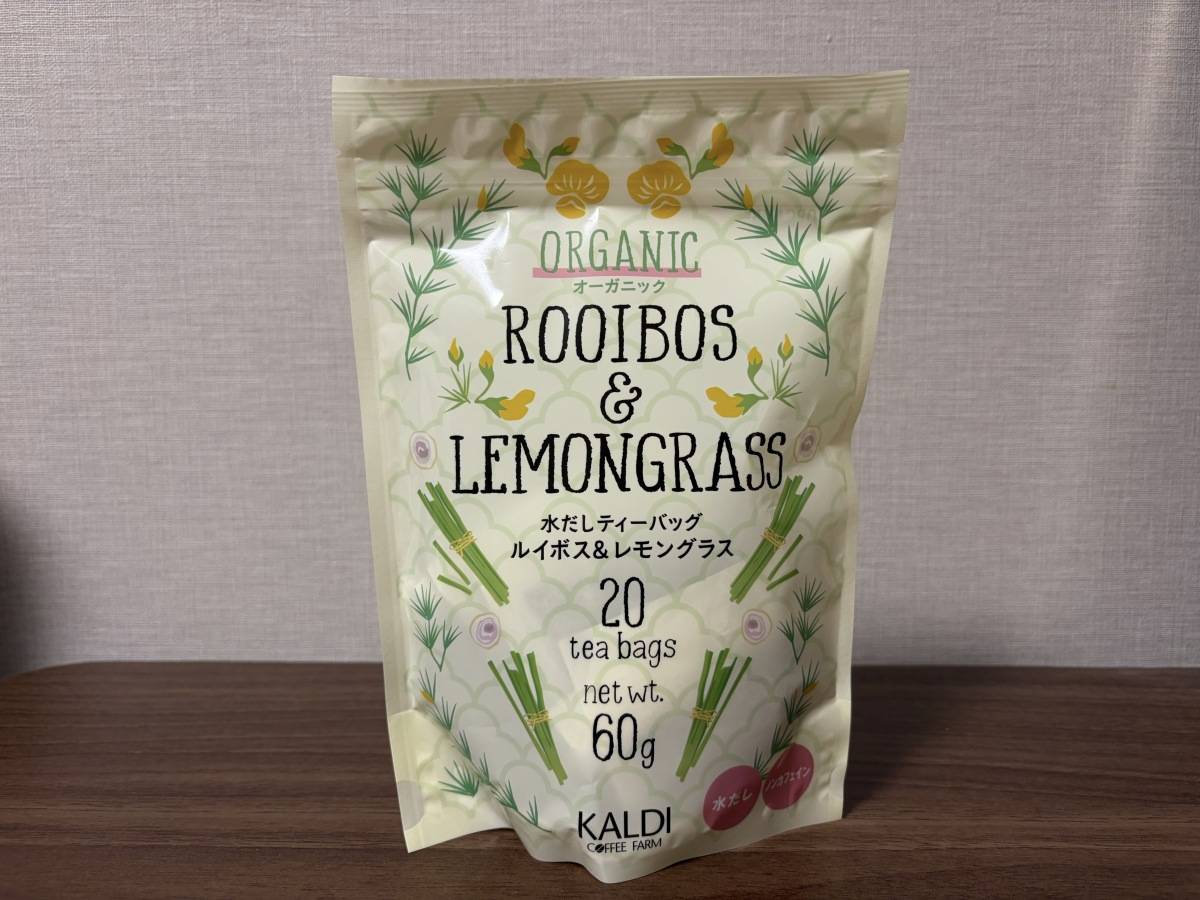 ORGANIC
オーガニック
ROOIBOS
&
LEMONGRASS
水だしティーバッグ
ルイボス&レモングラス
20
tea bags
net wt.
60g
水だし
ノンカフェイン
KALDI
COFFEE FARM